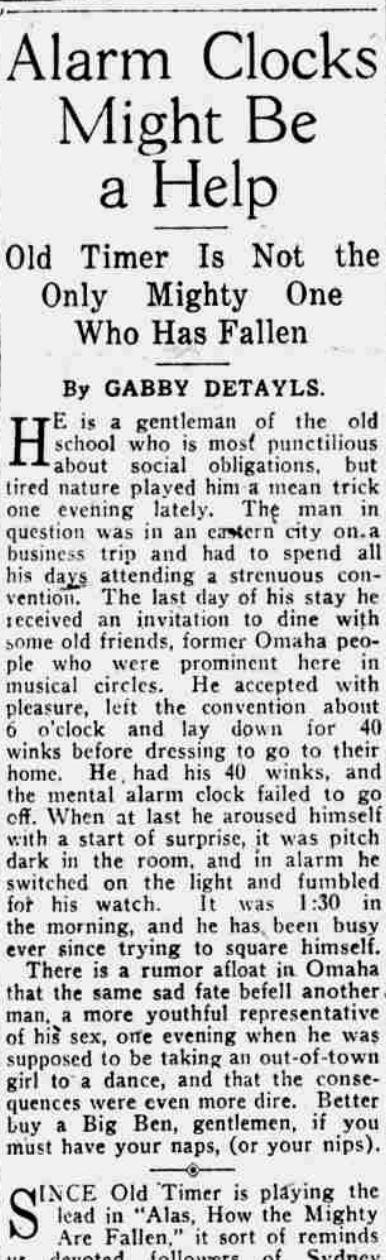 Alarm Clocks
Might Be
a Help
Old Timer Is Not the
Only Mighty One
Who Has Fallen
By GABBY DETAYLS.
HE is a gentleman of the old
school who is most punctilious
about social obligations, but
tired nature played him a mean trick
one evening lately. The man in
question was in an eastern city on a
business trip and had to spend all
his days attending a strenuous con-
vention. The last day of his stay he
received an invitation to dine with
some old friends, former Omaha peo-
ple who were prominent here in
musical circles. He accepted with
pleasure, left the convention about
6 o'clock and lay down for 40
winks before dressing to go to their
home. He had his 40 winks, and
the mental alarm clock failed to go
off. When at last he aroused himself
with a start of surprise, it was pitch
dark in the room, and in alarm he
switched on the light and fumbled
for his watch. It was 1:30 in
the morning, and he has been busy
ever since trying to square himself.
There is a rumor afloat in Omaha
that the same sad fate befell another
man, a more youthful representative
of his sex, one evening when he was
supposed to be taking an out-of-town
girl to a dance, and that the conse-
quences were even more dire. Better
buy a Big Ben, gentlemen, if you
must have your naps, (or your nips).
SINCE Old Timer is playing the
lead in "Alas, How the Mighty
Are Fallen," it sort of reminds
us devoted followers of Sydney